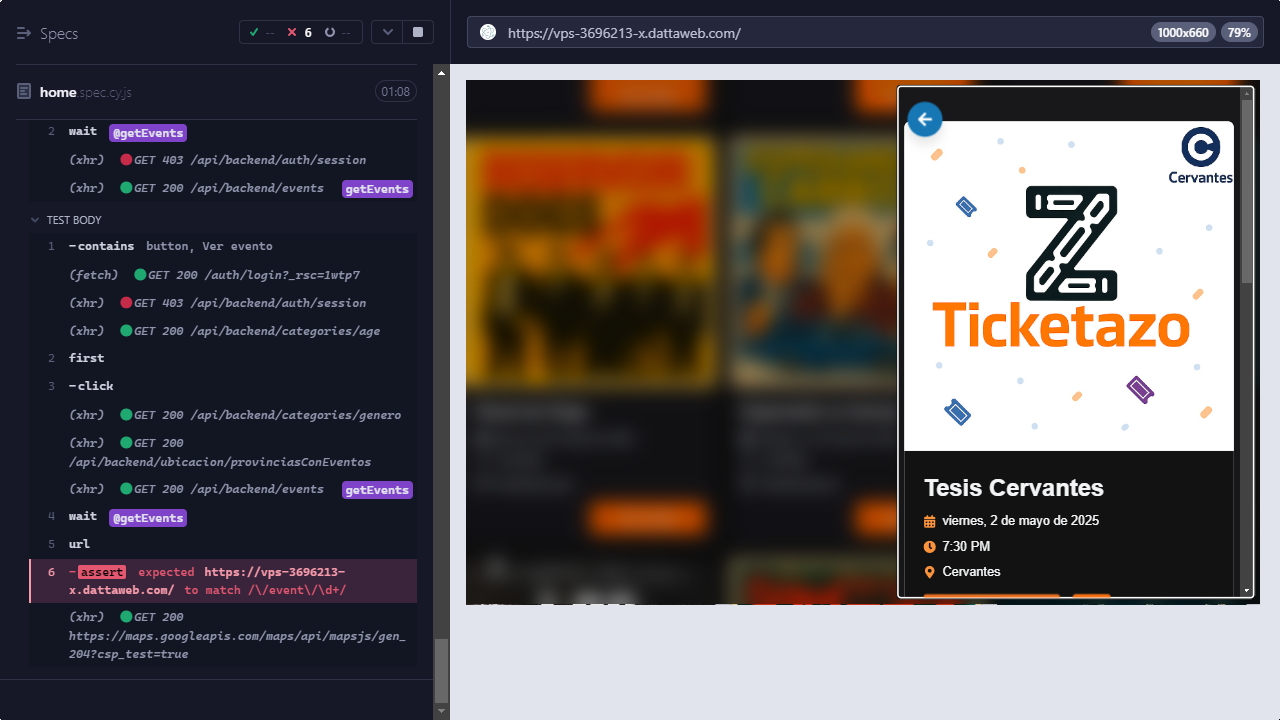 Specs
-- 6 --
home.spec.cy.js 01:08
2 wait @getEvents
(xhr) GET 403 /api/backend/auth/session
(xhr) GET 200 /api/backend/events getEvents
TEST BODY
1 -contains button, Ver evento
(fetch) GET 200 /auth/login?_rsc=1wtp7
(xhr) GET 403 /api/backend/auth/session
(xhr) GET 200 /api/backend/categories/age
2 first
3 -click
(xhr) GET 200 /api/backend/categories/genero
(xhr) GET 200
/api/backend/ubicacion/provinciasConEventos
(xhr) GET 200 /api/backend/events getEvents
4 wait @getEvents
5 url
6 -assert expected https://vps-3696213-
x.dattaweb.com/ to match /\/event\/\d+/
(xhr) GET 200
https://maps.googleapis.com/maps/api/mapsjs/gen_
204?csp_test=true
https://vps-3696213-x.dattaweb.com/ 1000x660 79%
C
Cervantes
Z
Ticketazo
Tesis Cervantes
viernes, 2 de mayo de 2025
7:30 PM
Cervantes